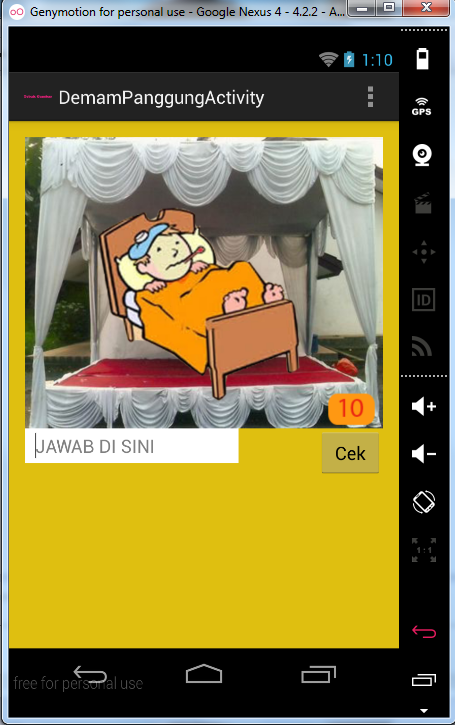 Genymotion for personal use - Google Nexus 4 - 4.2.2 - A...
1:10
DemamPanggungActivity
GPS
ID
10
JAWAB DI SINI
Cek
1:1
free for personal use